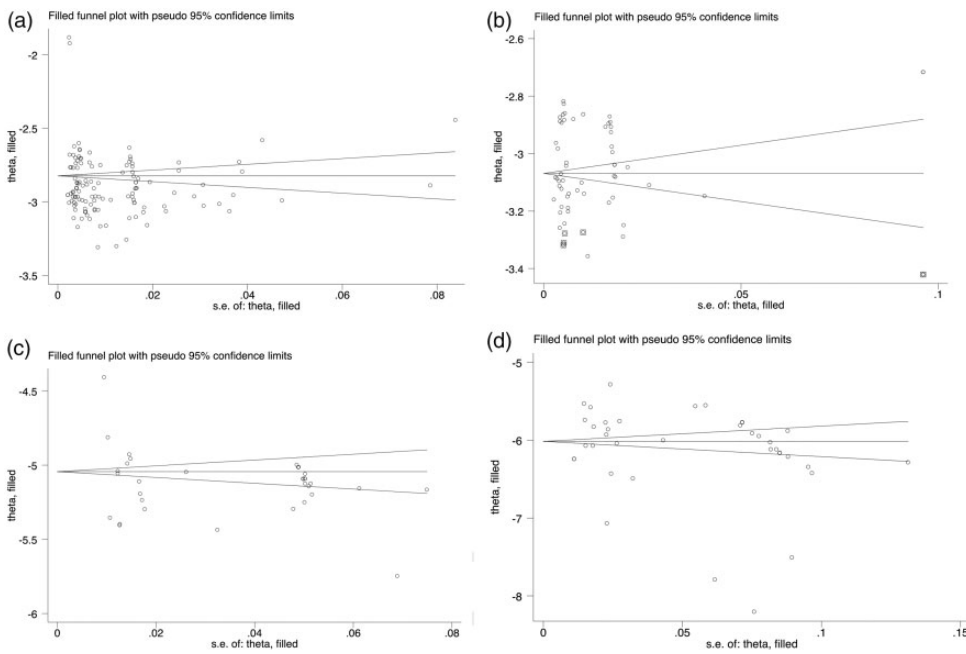 (a)
Filled funnel plot with pseudo 95% confidence limits
theta, filled
-2
-2.5
-3
-3.5
0
.02
.04
.06
.08
s.e. of: theta, filled
(b)
Filled funnel plot with pseudo 95% confidence limits
theta, filled
-2.6
-2.8
-3
-3.2
-3.4
0
.05
.1
s.e. of: theta, filled
(c)
Filled funnel plot with pseudo 95% confidence limits
theta, filled
-4.5
-5
-5.5
-6
0
.02
.04
.06
.08
s.e. of: theta, filled
(d)
Filled funnel plot with pseudo 95% confidence limits
theta, filled
-5
-6
-7
-8
0
.05
.1
.15
s.e. of: theta, filled